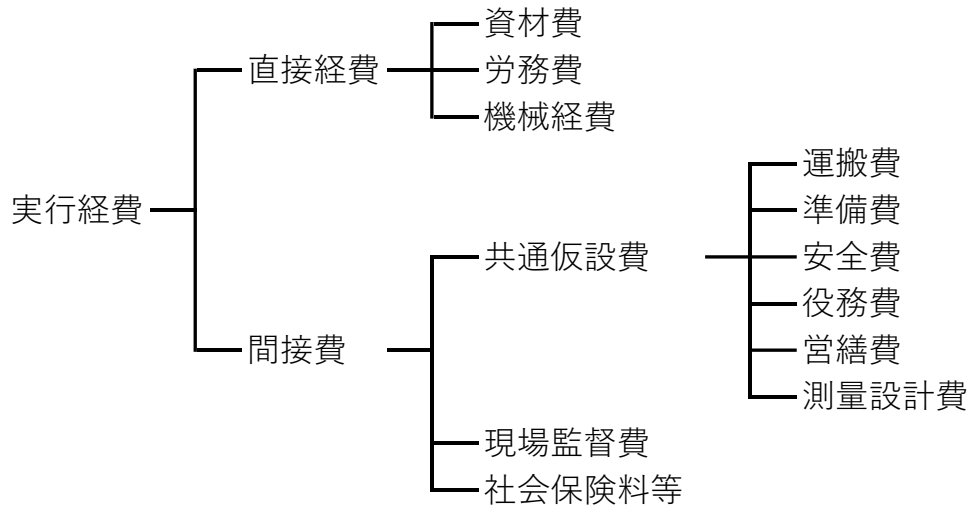 実行経費
直接経費
資材費
労務費
機械経費
間接費
共通仮設費
運搬費
準備費
安全費
役務費
営繕費
測量設計費
現場監督費
社会保険料等